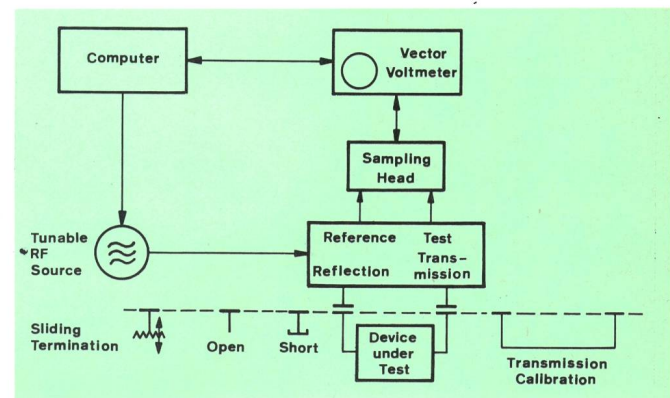 Computer
Vector
Voltmeter
Sampling
Head
Tunable
RF
Source
Reference Test
Reflection Trans-
mission
Sliding
Termination
Open
Short
Device
under
Test
Transmission
Calibration